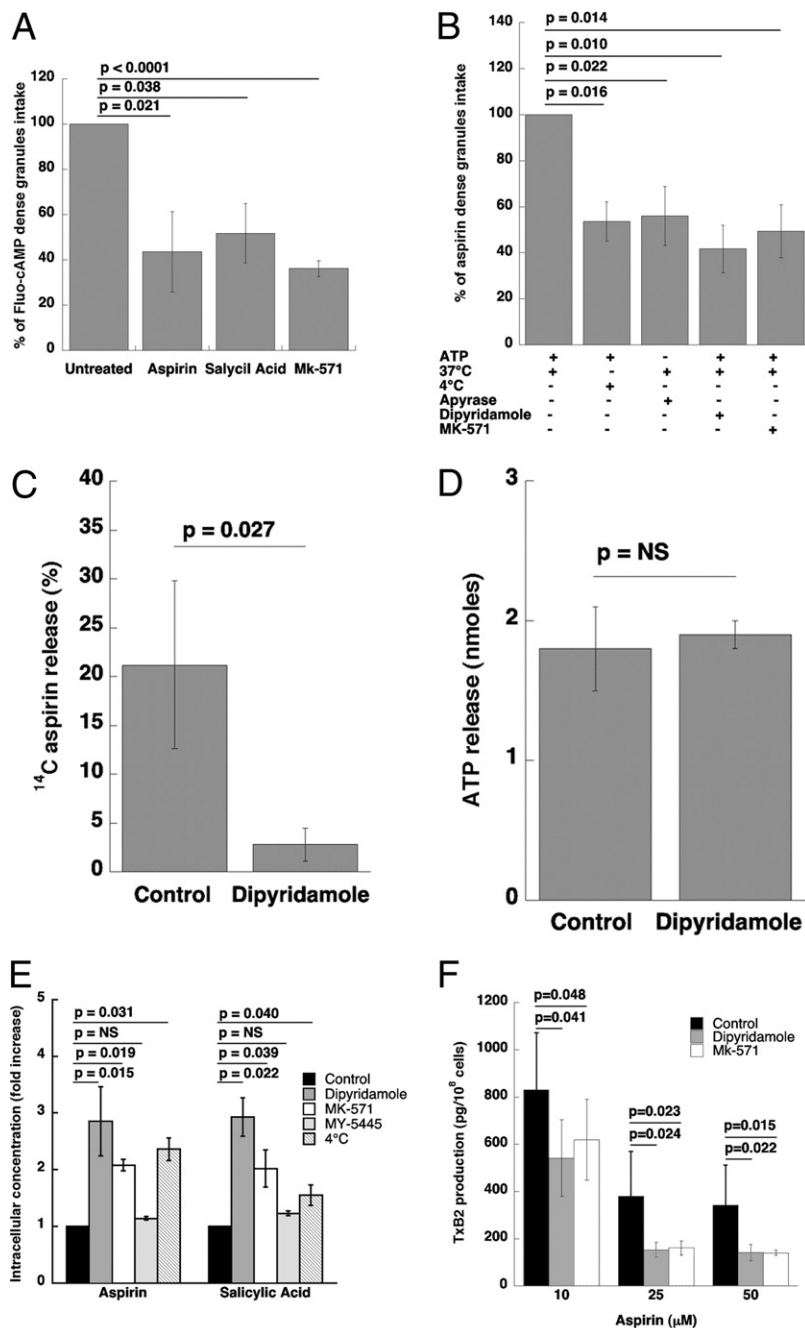 A
p < 0.0001
p = 0.038
p = 0.021
120
100
80
60
40
20
0
% of Fluo-cAMP dense granules intake
Untreated Aspirin Salycil Acid Mk-571
B
p = 0.014
p = 0.010
p = 0.022
p = 0.016
140
120
100
80
60
40
20
0
% of aspirin dense granules intake
ATP + + - + +
37°C + - + + +
4°C - + - - -
Apyrase - - + - -
Dipyridamole - - - + -
MK-571 - - - - +
C
p = 0.027
40
35
30
25
20
15
10
5
0
14C aspirin release (%)
Control Dipyridamole
D
p = NS
3
2
1
0
ATP release (nmoles)
Control Dipyridamole
E
p = 0.031
p = NS
p = 0.019
p = 0.015
p = 0.040
p = NS
p = 0.039
p = 0.022
Control
Dipyridamole
MK-571
MY-5445
4°C
5
4
3
2
1
0
Intracellular concentration (fold increase)
Aspirin Salicylic Acid
F
p=0.048
p=0.041
p=0.023
p=0.024
p=0.015
p=0.022
Control
Dipyridamole
Mk-571
1200
1000
800
600
400
200
0
TxB2 production (pg/10⁸ cells)
10 25 50
Aspirin (µM)